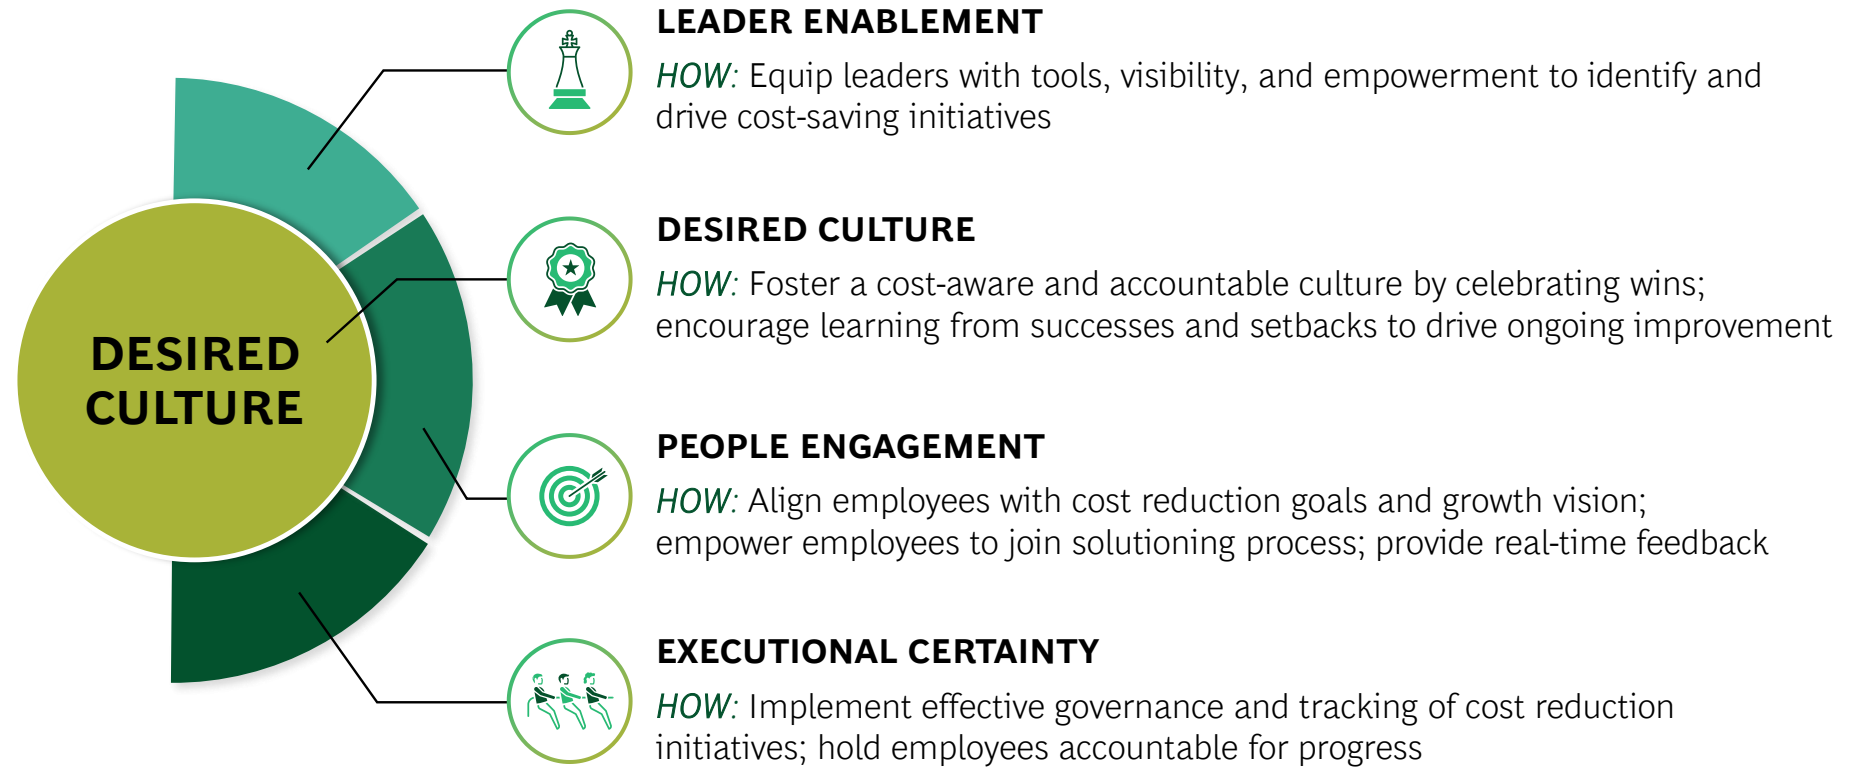 DESIRED
CULTURE
LEADER ENABLEMENT
HOW: Equip leaders with tools, visibility, and empowerment to identify and
drive cost-saving initiatives
DESIRED CULTURE
HOW: Foster a cost-aware and accountable culture by celebrating wins;
encourage learning from successes and setbacks to drive ongoing improvement
PEOPLE ENGAGEMENT
HOW: Align employees with cost reduction goals and growth vision;
empower employees to join solutioning process; provide real-time feedback
EXECUTIONAL CERTAINTY
HOW: Implement effective governance and tracking of cost reduction
initiatives; hold employees accountable for progress